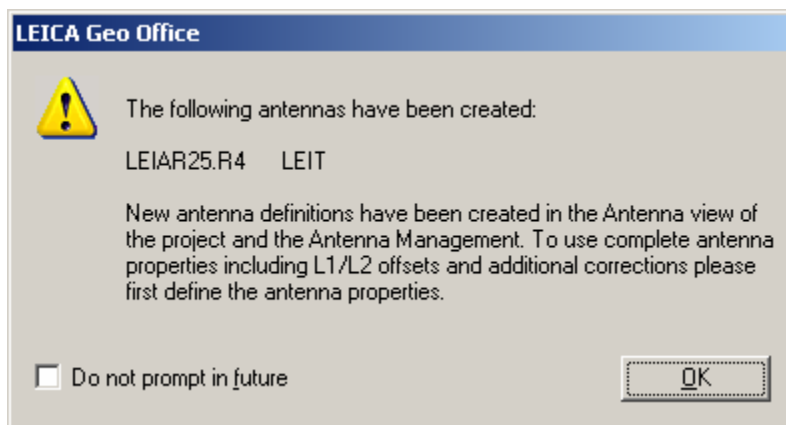 LEICA Geo Office
The following antennas have been created:
LEIAR25.R4 LEIT
New antenna definitions have been created in the Antenna view of
the project and the Antenna Management. To use complete antenna
properties including L1/L2 offsets and additional corrections please
first define the antenna properties.
Do not prompt in future
OK